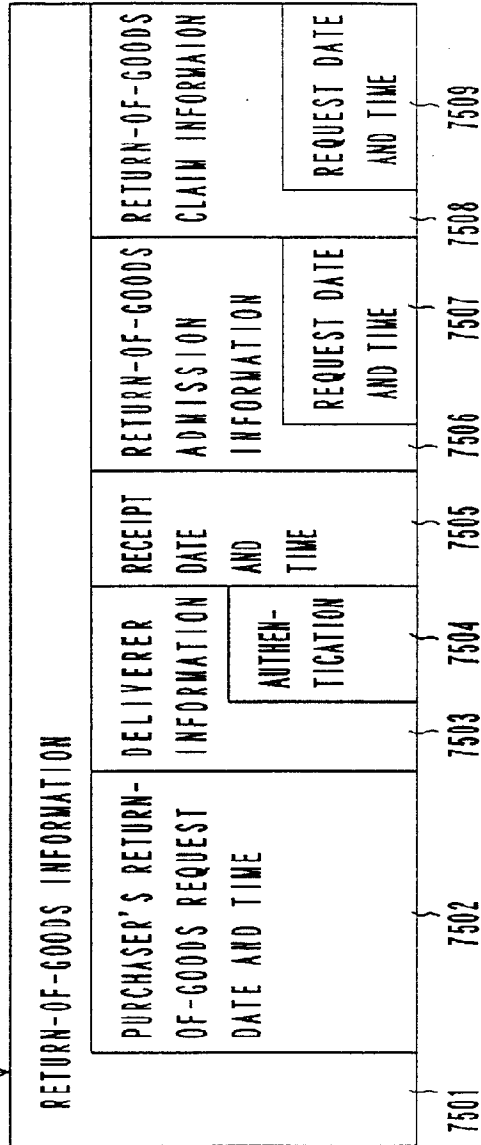 RETURN-OF-GOODS INFORMATION
PURCHASER'S RETURN-
OF-GOODS REQUEST
DATE AND TIME
DELIVERER
INFORMATION
AUTHEN-
TICATION
RECEIPT
DATE
AND
TIME
RETURN-OF-GOODS
ADMISSION
INFORMATION
REQUEST DATE
AND TIME
RETURN-OF-GOODS
CLAIM INFORMAION
REQUEST DATE
AND TIME
7501
7502
7503
7504
7505
7506
7507
7508
7509